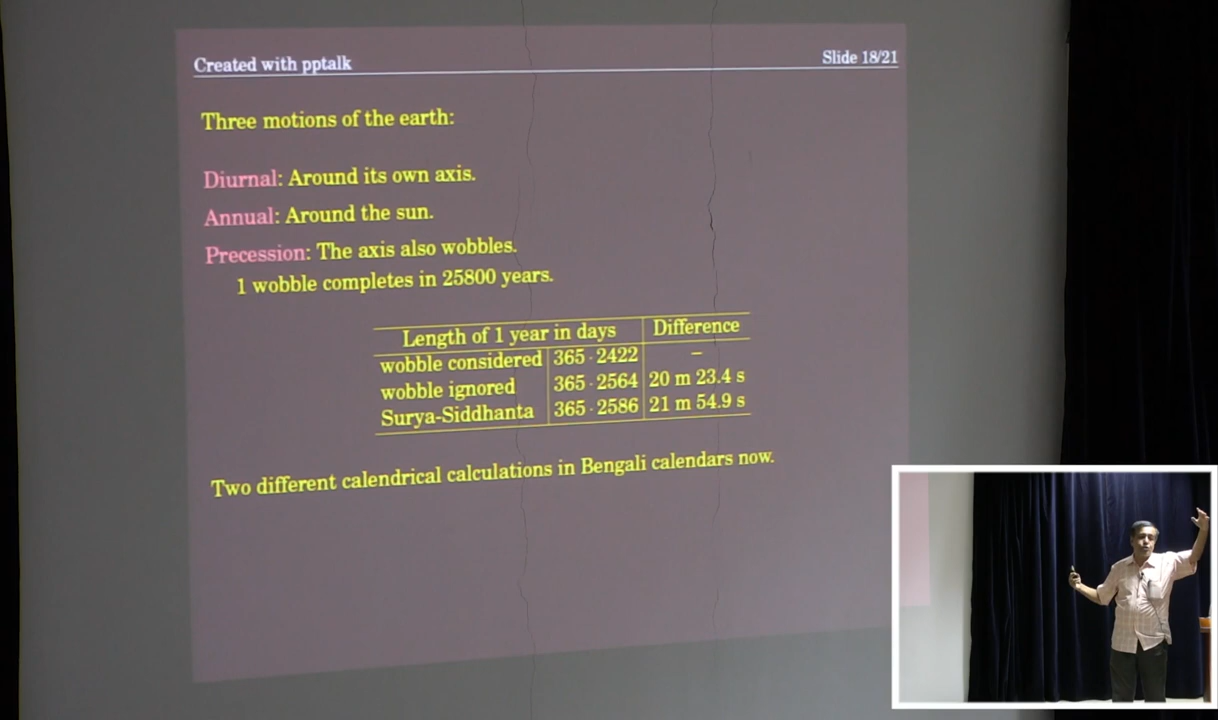 Created with pptalk Slide 18/21
Three motions of the earth:
Diurnal: Around its own axis.
Annual: Around the sun.
Precession: The axis also wobbles.
1 wobble completes in 25800 years.
Length of 1 year in days Difference
wobble considered 365·2422 –
wobble ignored 365·2564 20 m 23.4 s
Surya-Siddhanta 365·2586 21 m 54.9 s
Two different calendrical calculations in Bengali calendars now.